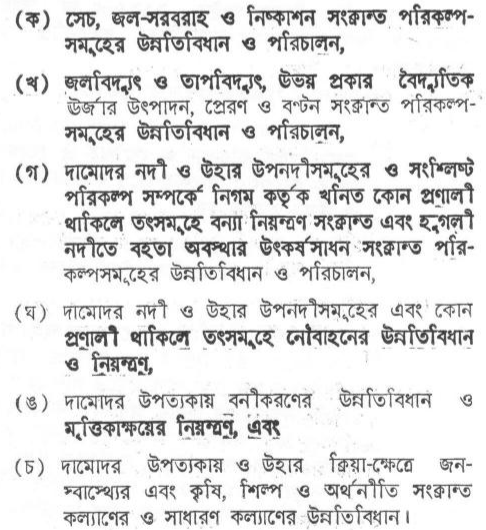 (ক) সেচ, জল-সরবরাহ ও নিষ্কাশন সংক্রান্ত পরিকল্প-
সমূহের উন্নতিবিধান ও পরিচালন,
(খ) জলবিদ্যুৎ ও তাপবিদ্যুৎ, উভয় প্রকার বৈদ্যুতিক
ঊর্জার উৎপাদন, প্রেরণ ও বণ্টন সংক্রান্ত পরিকল্প-
সমূহের উন্নতিবিধান ও পরিচালন,
(গ) দামোদর নদী ও উহার উপনদীসমূহের ও সংশ্লিষ্ট
পরিকল্প সম্পর্কে নিগম কর্তৃক খনিত কোন প্রণালী
থাকিলে তৎসমূহে বন্যা নিয়ন্ত্রণ সংক্রান্ত এবং হুগলী
নদীতে বহতা অবস্থার উৎকর্ষসাধন সংক্রান্ত পরি-
কল্পসমূহের উন্নতিবিধান ও পরিচালন,
(ঘ) দামোদর নদী ও উহার উপনদীসমূহের এবং কোন
প্রণালী থাকিলে তৎসমূহে নৌবাহনের উন্নতিবিধান
ও নিয়ন্ত্রণ,
(ঙ) দামোদর উপত্যকায় বনীকরণের উন্নতিবিধান ও
মৃত্তিকাক্ষয়ের নিয়ন্ত্রণ, এবং
(চ) দামোদর উপত্যকায় ও উহার ক্রিয়া-ক্ষেত্রে জন-
স্বাস্থ্যের এবং কৃষি, শিল্প ও অর্থনীতি সংক্রান্ত
কল্যাণের ও সাধারণ কল্যাণের উন্নতিবিধান।